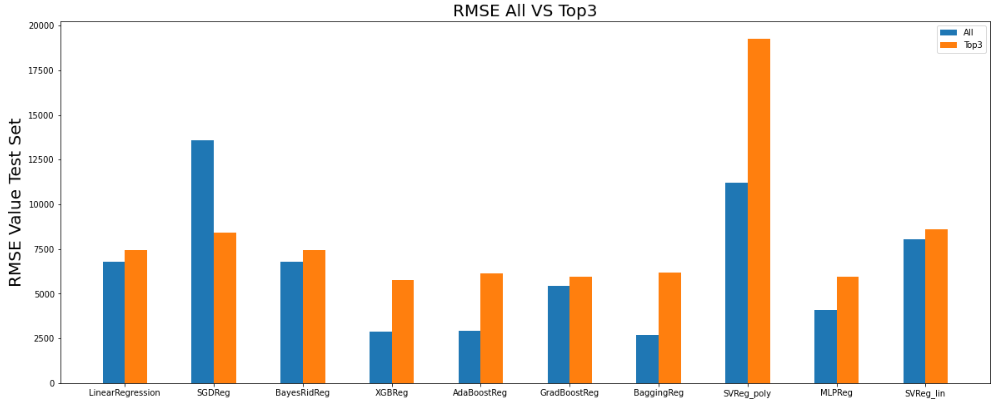 RMSE All VS Top3
RMSE Value Test Set
20000
17500
15000
12500
10000
7500
5000
2500
0
All
Top3
LinearRegression SGDReg BayesRidReg XGBReg AdaBoostReg GradBoostReg BaggingReg SVReg_poly MLPReg SVReg_lin